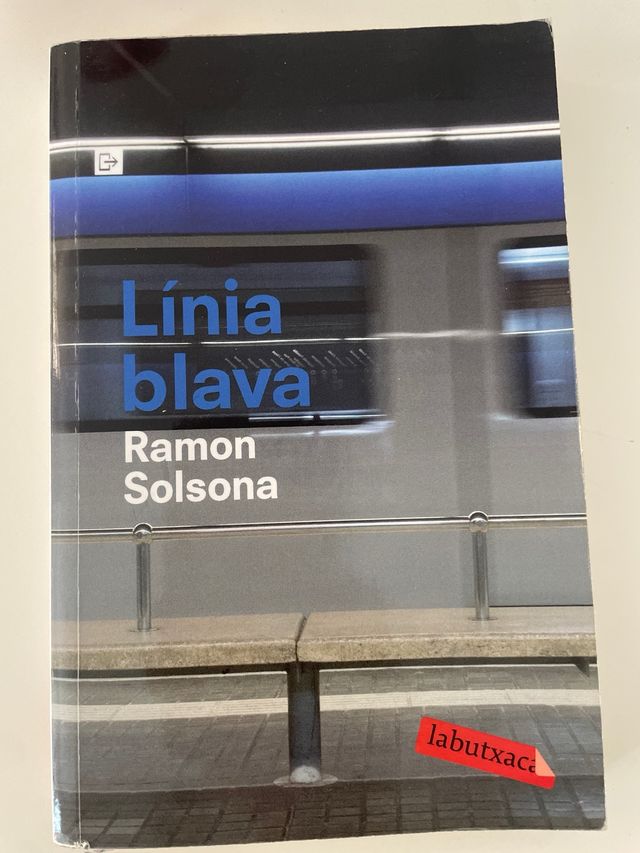 Línia
blava
Ramon
Solsona
labutxaca